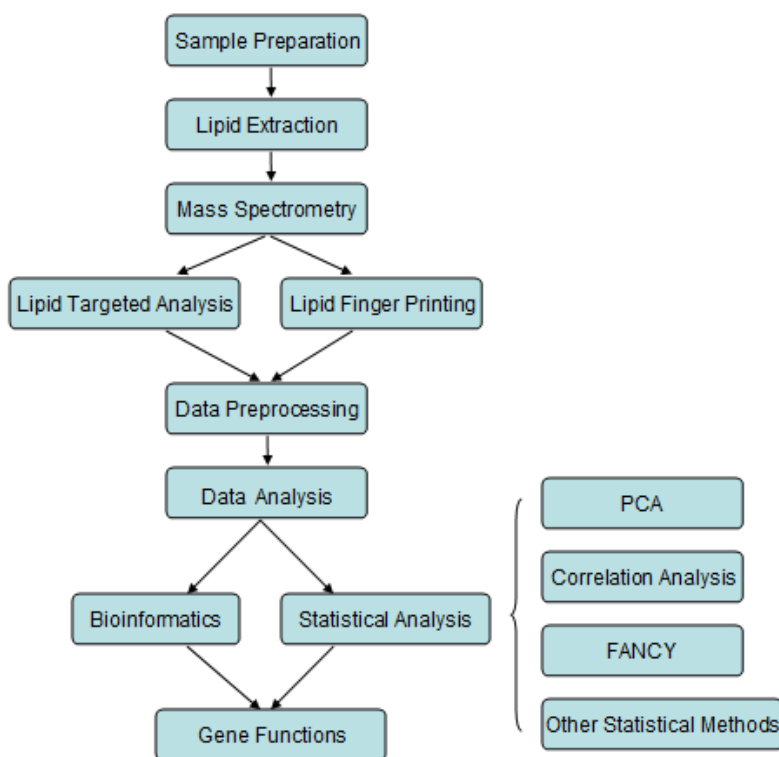 Sample Preparation
Lipid Extraction
Mass Spectrometry
Lipid Targeted Analysis
Lipid Finger Printing
Data Preprocessing
Data Analysis
Bioinformatics
Statistical Analysis
Gene Functions
PCA
Correlation Analysis
FANCY
Other Statistical Methods